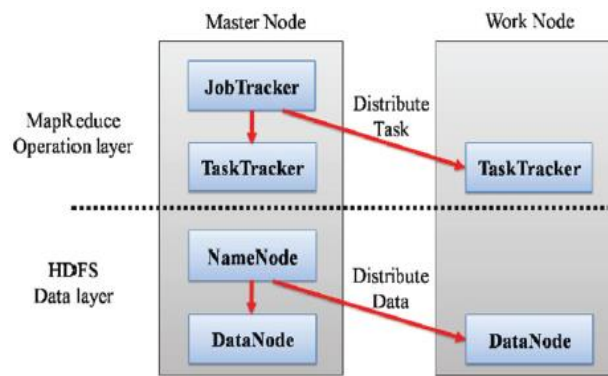 Master Node
Work Node
JobTracker
MapReduce
Operation layer
Distribute
Task
TaskTracker
TaskTracker
NameNode
HDFS
Data layer
Distribute
Data
DataNode
DataNode